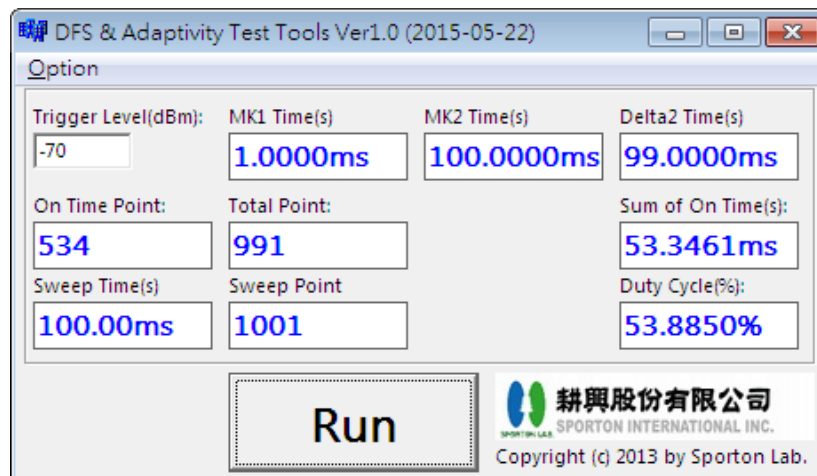 DFS & Adaptivity Test Tools Ver1.0 (2015-05-22)
Option
Trigger Level(dBm): MK1 Time(s) MK2 Time(s) Delta2 Time(s)
-70 1.0000ms 100.0000ms 99.0000ms
On Time Point: Total Point: Sum of On Time(s):
534 991 53.3461ms
Sweep Time(s) Sweep Point Duty Cycle(%):
100.00ms 1001 53.8850%
Run
耕興股份有限公司
SPORTON LAB. SPORTON INTERNATIONAL INC.
Copyright (c) 2013 by Sporton Lab.